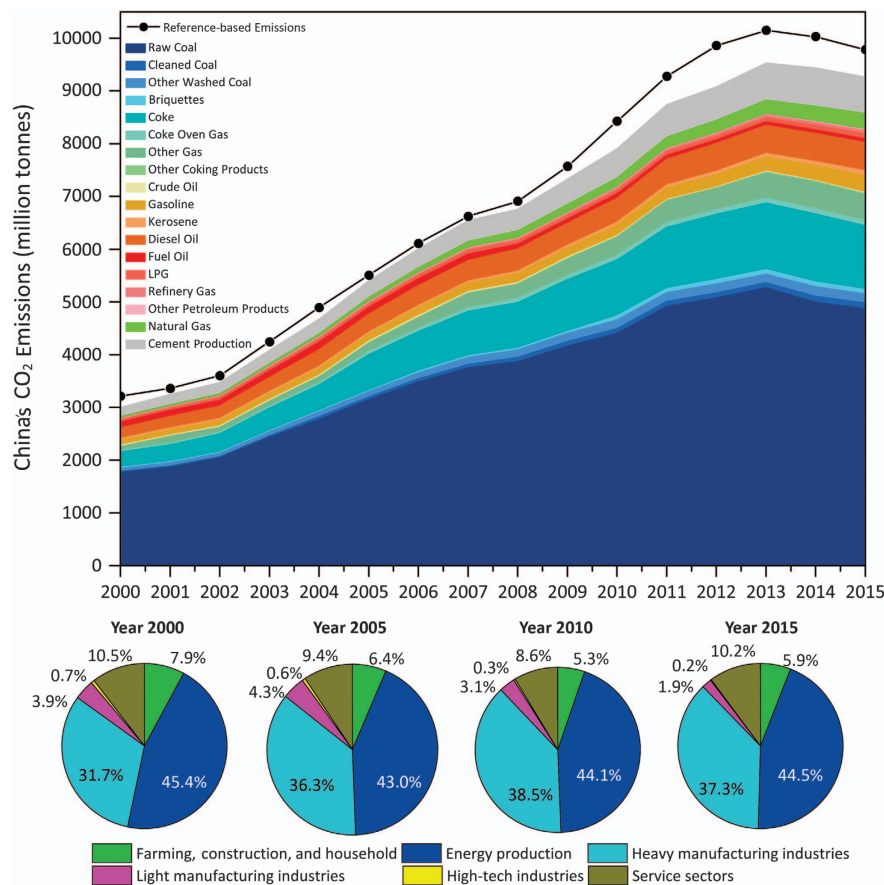 China's CO₂ Emissions (million tonnes)
10000
9000
8000
7000
6000
5000
4000
3000
2000
1000
0
Reference-based Emissions
Raw Coal
Cleaned Coal
Other Washed Coal
Briquettes
Coke
Coke Oven Gas
Other Gas
Other Coking Products
Crude Oil
Gasoline
Kerosene
Diesel Oil
Fuel Oil
LPG
Refinery Gas
Other Petroleum Products
Natural Gas
Cement Production
2000 2001 2002 2003 2004 2005 2006 2007 2008 2009 2010 2011 2012 2013 2014 2015
Year 2000
10.5%
7.9%
0.7%
3.9%
31.7%
45.4%
Year 2005
9.4%
6.4%
0.6%
4.3%
36.3%
43.0%
Year 2010
8.6%
5.3%
0.3%
3.1%
38.5%
44.1%
Year 2015
10.2%
5.9%
0.2%
1.9%
37.3%
44.5%
Farming, construction, and household Energy production Heavy manufacturing industries
Light manufacturing industries High-tech industries Service sectors